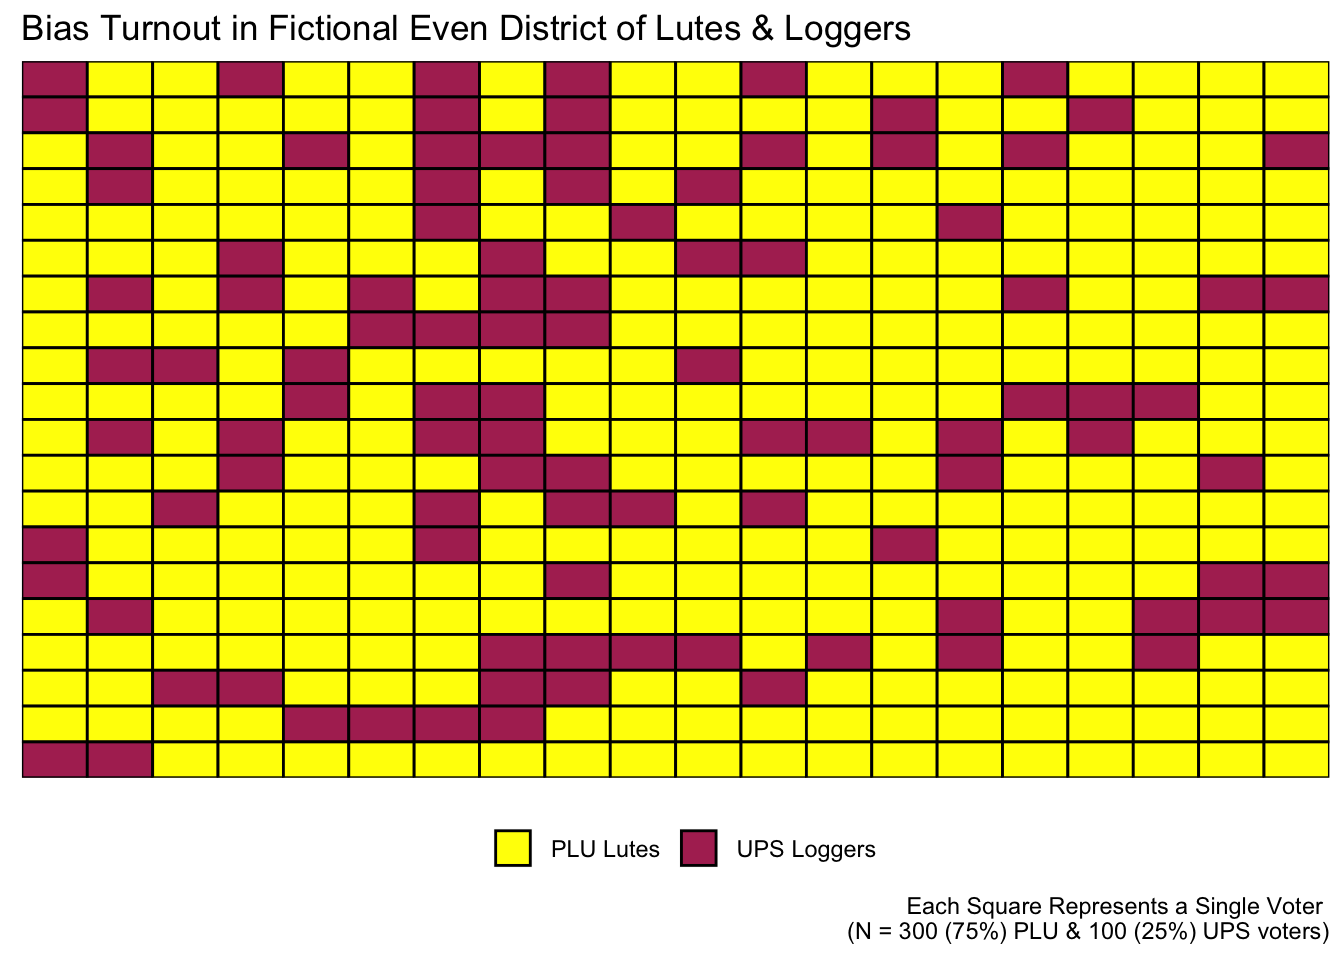 Bias Turnout in Fictional Even District of Lutes & Loggers
PLU Lutes
UPS Loggers
Each Square Represents a Single Voter
(N = 300 (75%) PLU & 100 (25%) UPS voters)